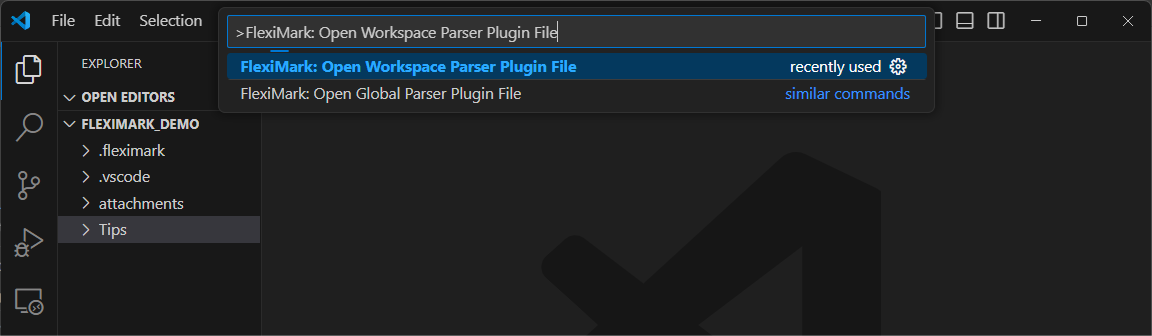 File Edit Selection
>FlexiMark: Open Workspace Parser Plugin File
FlexiMark: Open Workspace Parser Plugin File recently used
FlexiMark: Open Global Parser Plugin File similar commands
EXPLORER
OPEN EDITORS
FLEXIMARK_DEMO
.fleximark
.vscode
attachments
Tips